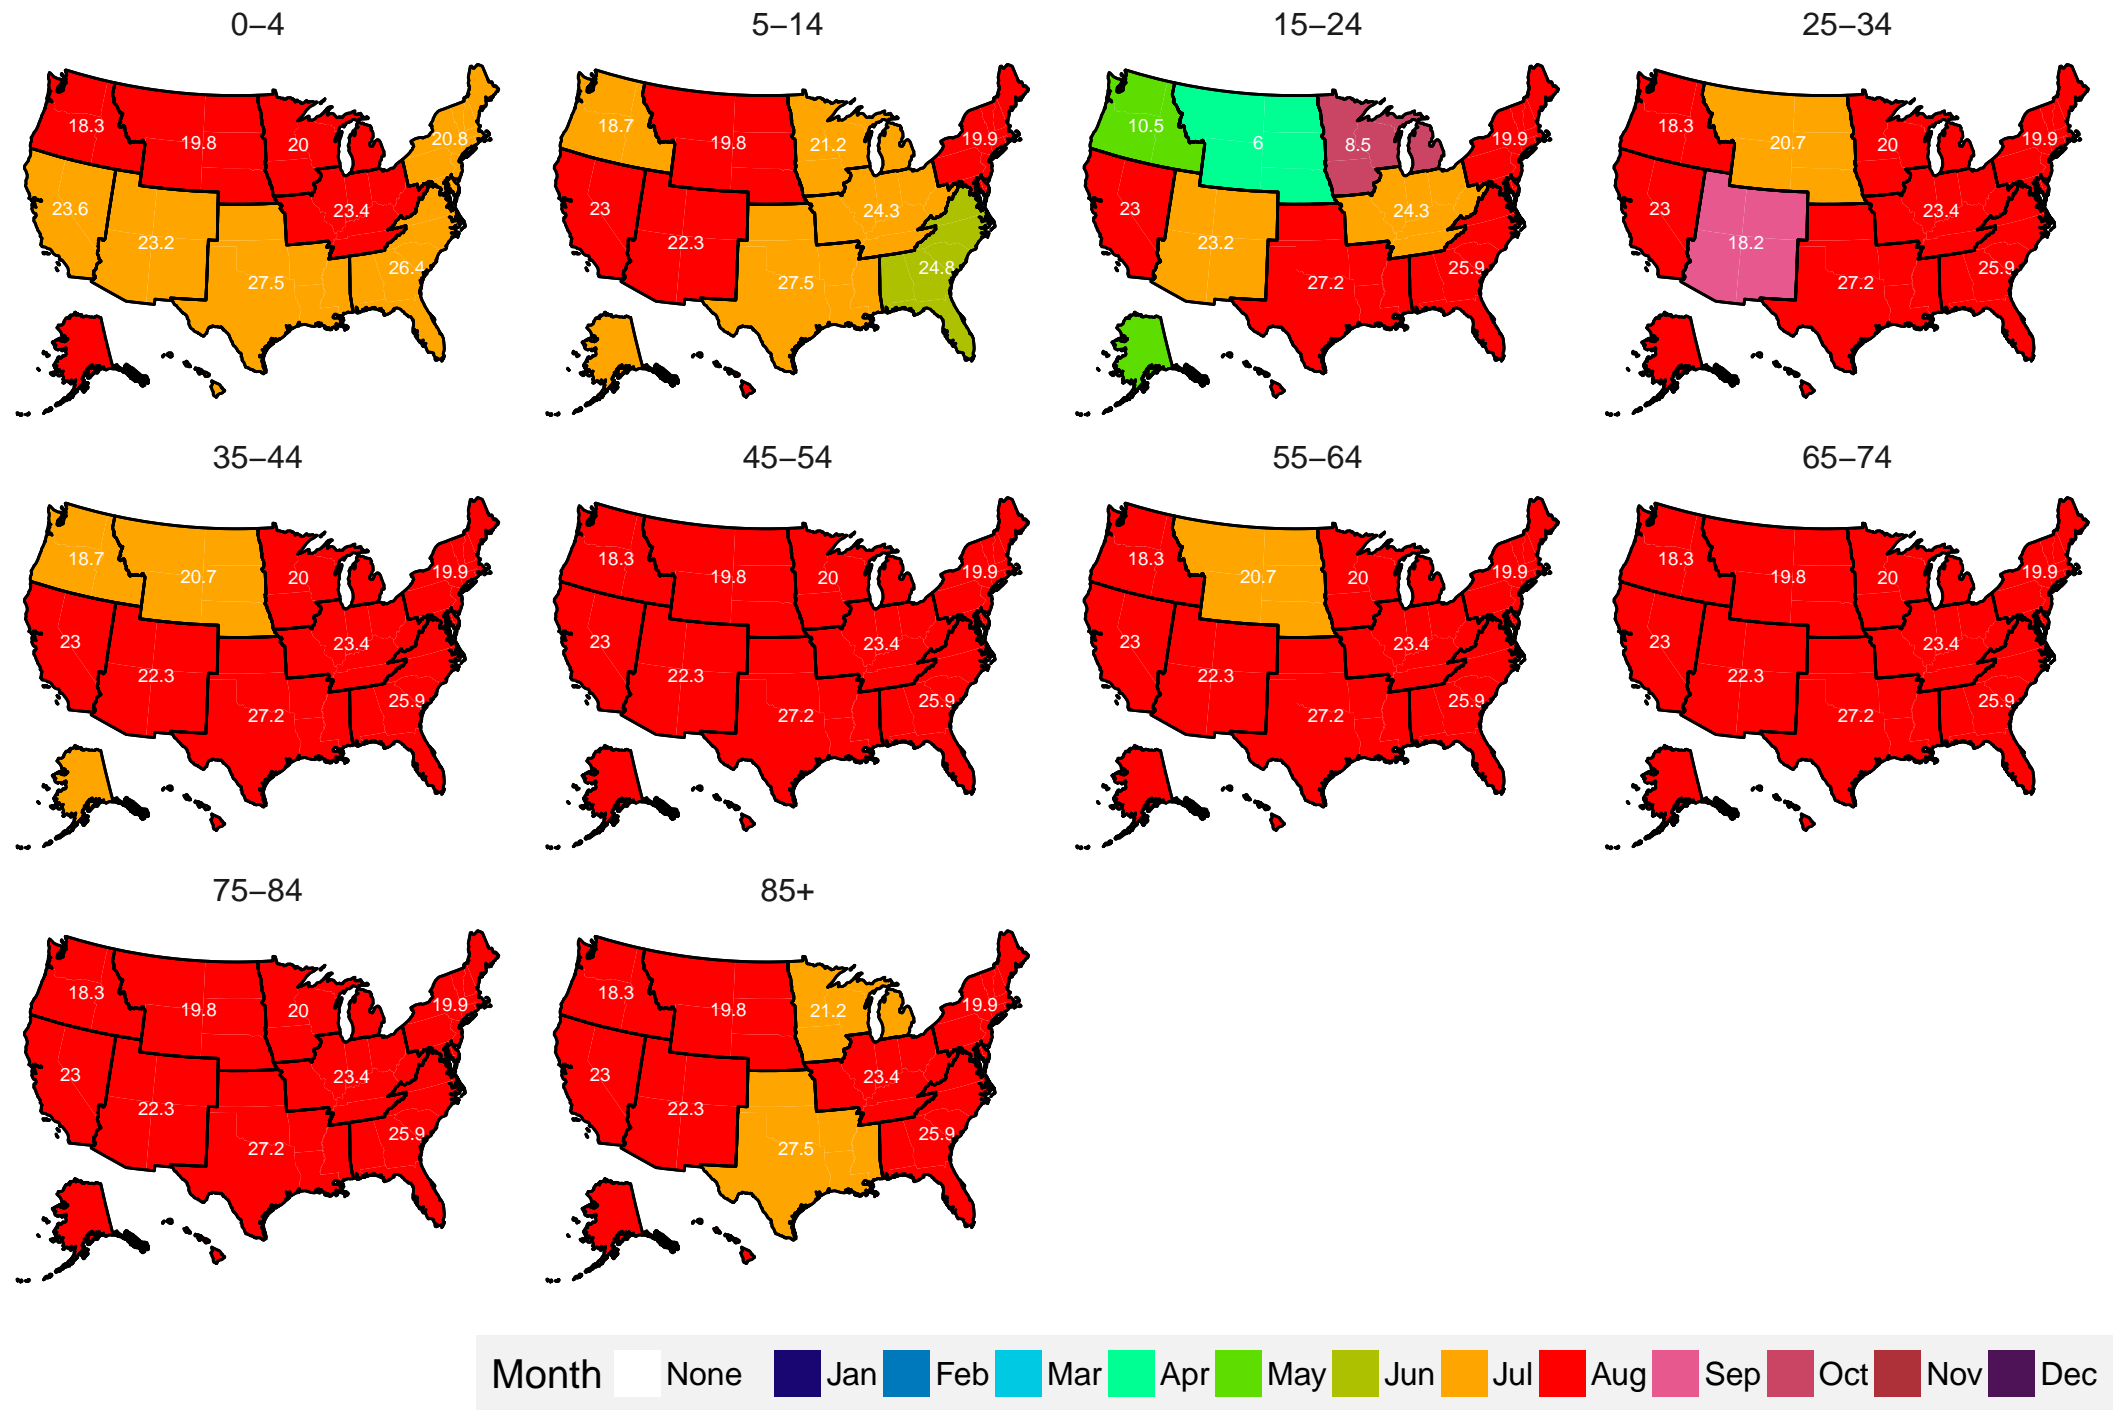 0–4 5–14 15–24 25–34
18.3 19.8 20 20.8 23.6 23.2 23.4 27.5 26.4
18.7 19.8 21.2 19.9 23 22.3 24.3 27.5 24.8
10.5 6 8.5 19.9 23 23.2 24.3 27.2 25.9
18.3 20.7 20 19.9 23 18.2 23.4 27.2 25.9
35–44 45–54 55–64 65–74
18.7 20.7 20 19.9 23 22.3 23.4 27.2 25.9
18.3 19.8 20 19.9 23 22.3 23.4 27.2 25.9
18.3 20.7 20 19.9 23 22.3 23.4 27.2 25.9
18.3 19.8 20 19.9 23 22.3 23.4 27.2 25.9
75–84 85+
18.3 19.8 20 19.9 23 22.3 23.4 27.2 25.9
18.3 19.8 21.2 19.9 23 22.3 23.4 27.5 25.9
Month None Jan Feb Mar Apr May Jun Jul Aug Sep Oct Nov Dec